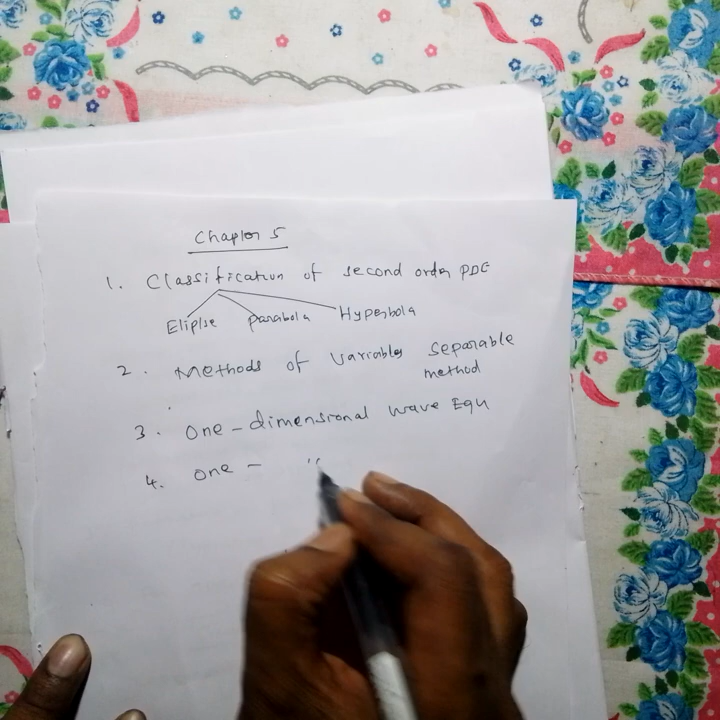 Chapter 5
1. Classification of second order PDE
Eliplse Parabola Hyperbola
2. Methods of variables separable
method
3. One-dimensional wave Equ
4. One - "